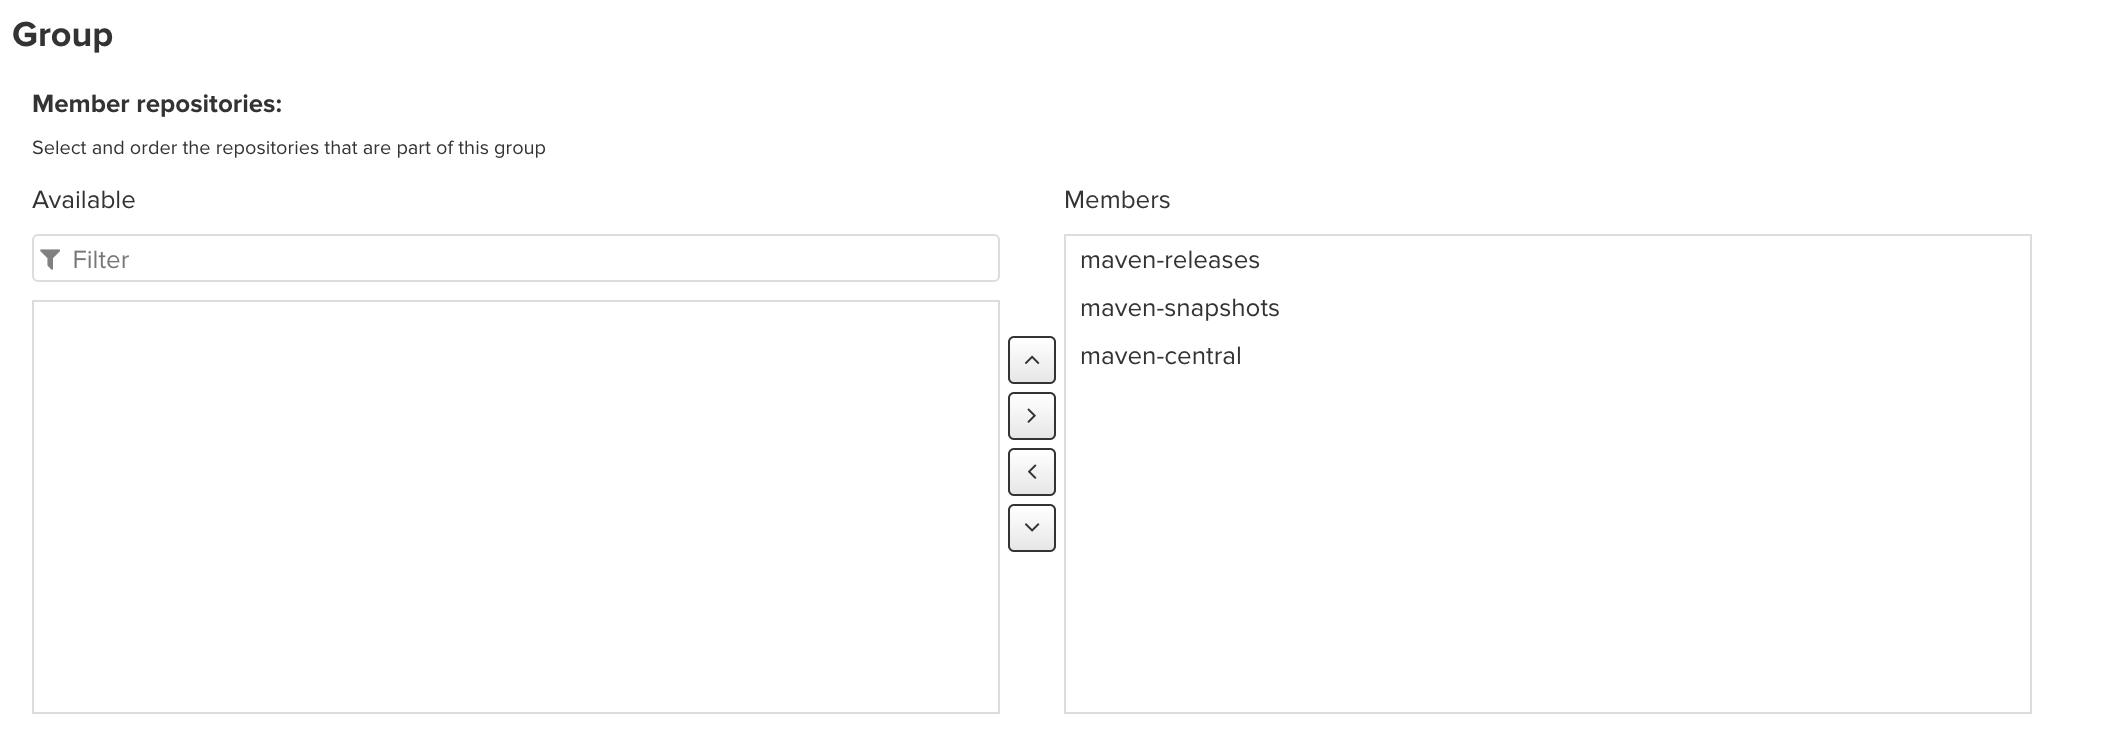 Group
Member repositories:
Select and order the repositories that are part of this group
Available
Members
Filter
maven-releases
maven-snapshots
maven-central